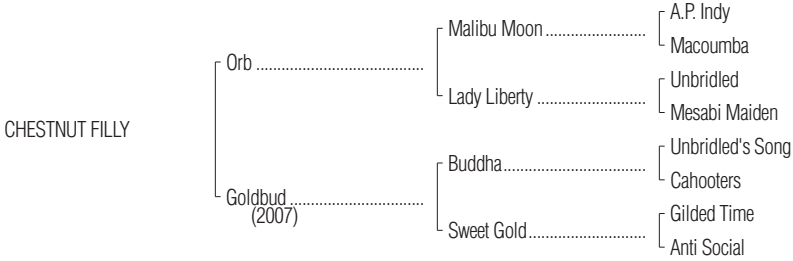 A.P. Indy
Malibu Moon ........................
Macoumba
Orb ........................................
Unbridled
Lady Liberty ..........................
Mesabi Maiden
CHESTNUT FILLY
Unbridled's Song
Buddha...................................
Cahooters
Goldbud ................................
(2007)
Gilded Time
Sweet Gold............................
Anti Social